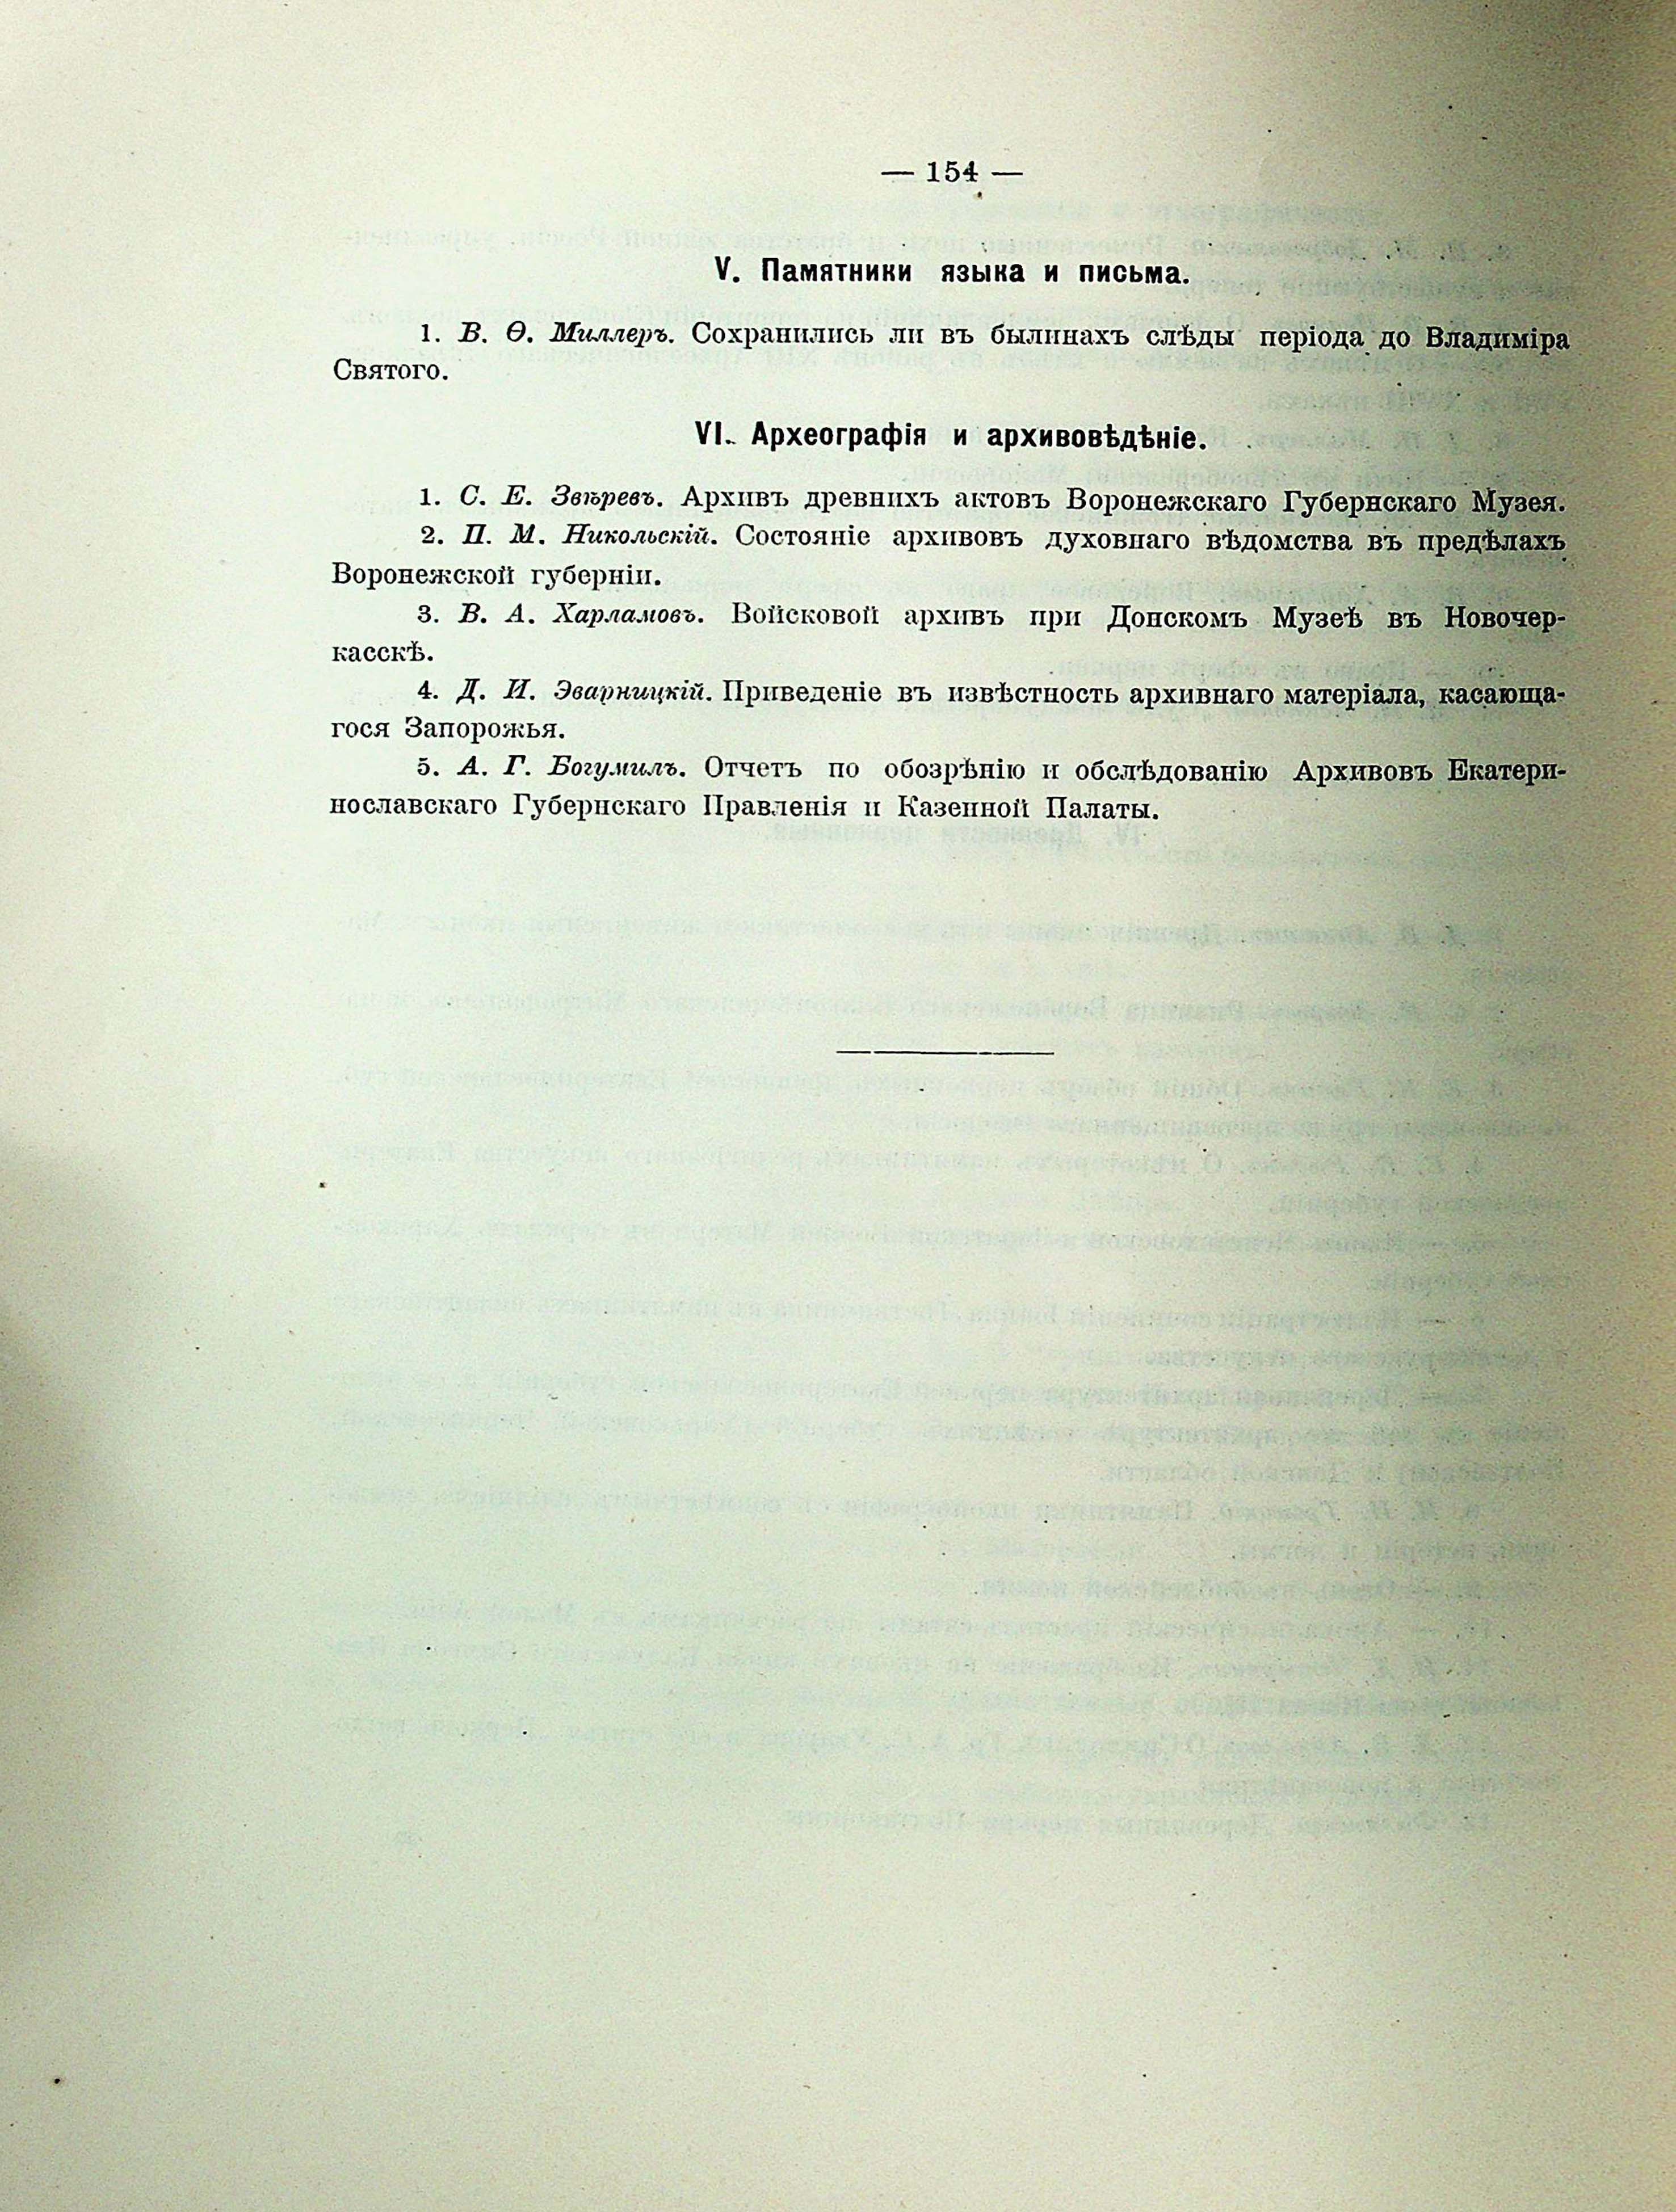 — 154 —
V. Памятники языка и письма.
1. В. Ѳ. Миллеръ. Сохранились ли въ былинахъ слѣды періода до Владиміра
Святого.
VI. Археографія и архивовѣдѣніе.
1. С. Е. Звѣревъ. Архивъ древнихъ актовъ Воронежскаго Губернскаго Музея.
2. П. М. Никольскій. Состояніе архивовъ духовнаго вѣдомства въ предѣлахъ
Воронежской губерніи.
3. В. А. Харламовъ. Войсковой архивъ при Донскомъ Музеѣ въ Новочер-
касскѣ.
4. Д. И. Эварницкій. Приведеніе въ извѣстность архивнаго матеріала, касающа-
гося Запорожья.
5. А. Г. Богумилъ. Отчетъ по обозрѣнію и обслѣдованію Архивовъ Екатери-
нославскаго Губернскаго Правленія и Казенной Палаты.